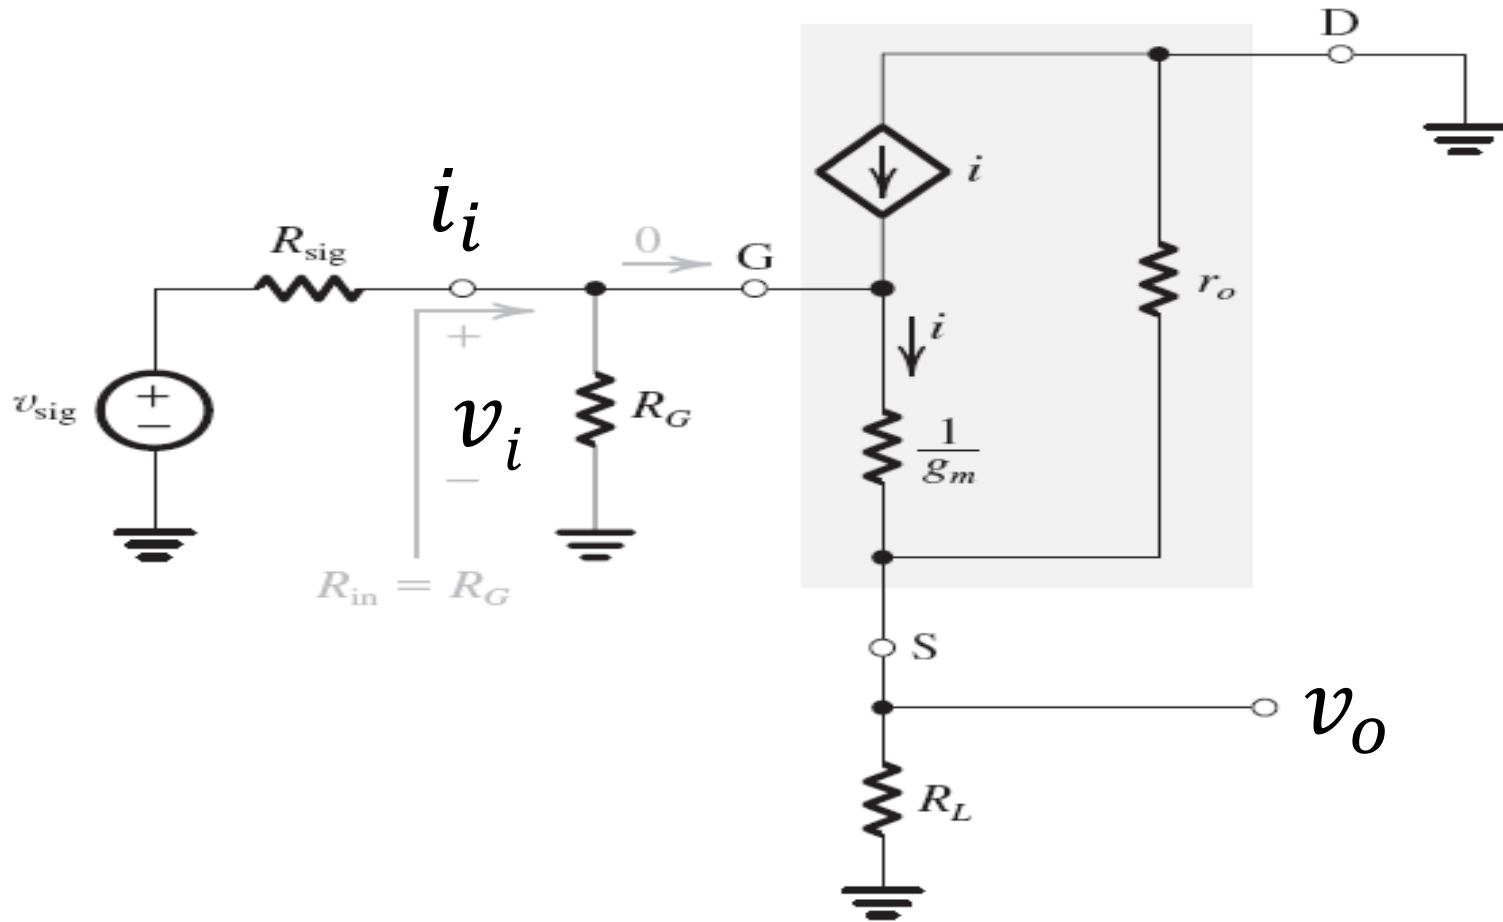 D
i
i_i
R_sig
0
G
r_o
i
+
v_sig
+
−
v_i
R_G
1
g_m
−
R_in = R_G
S
v_o
R_L